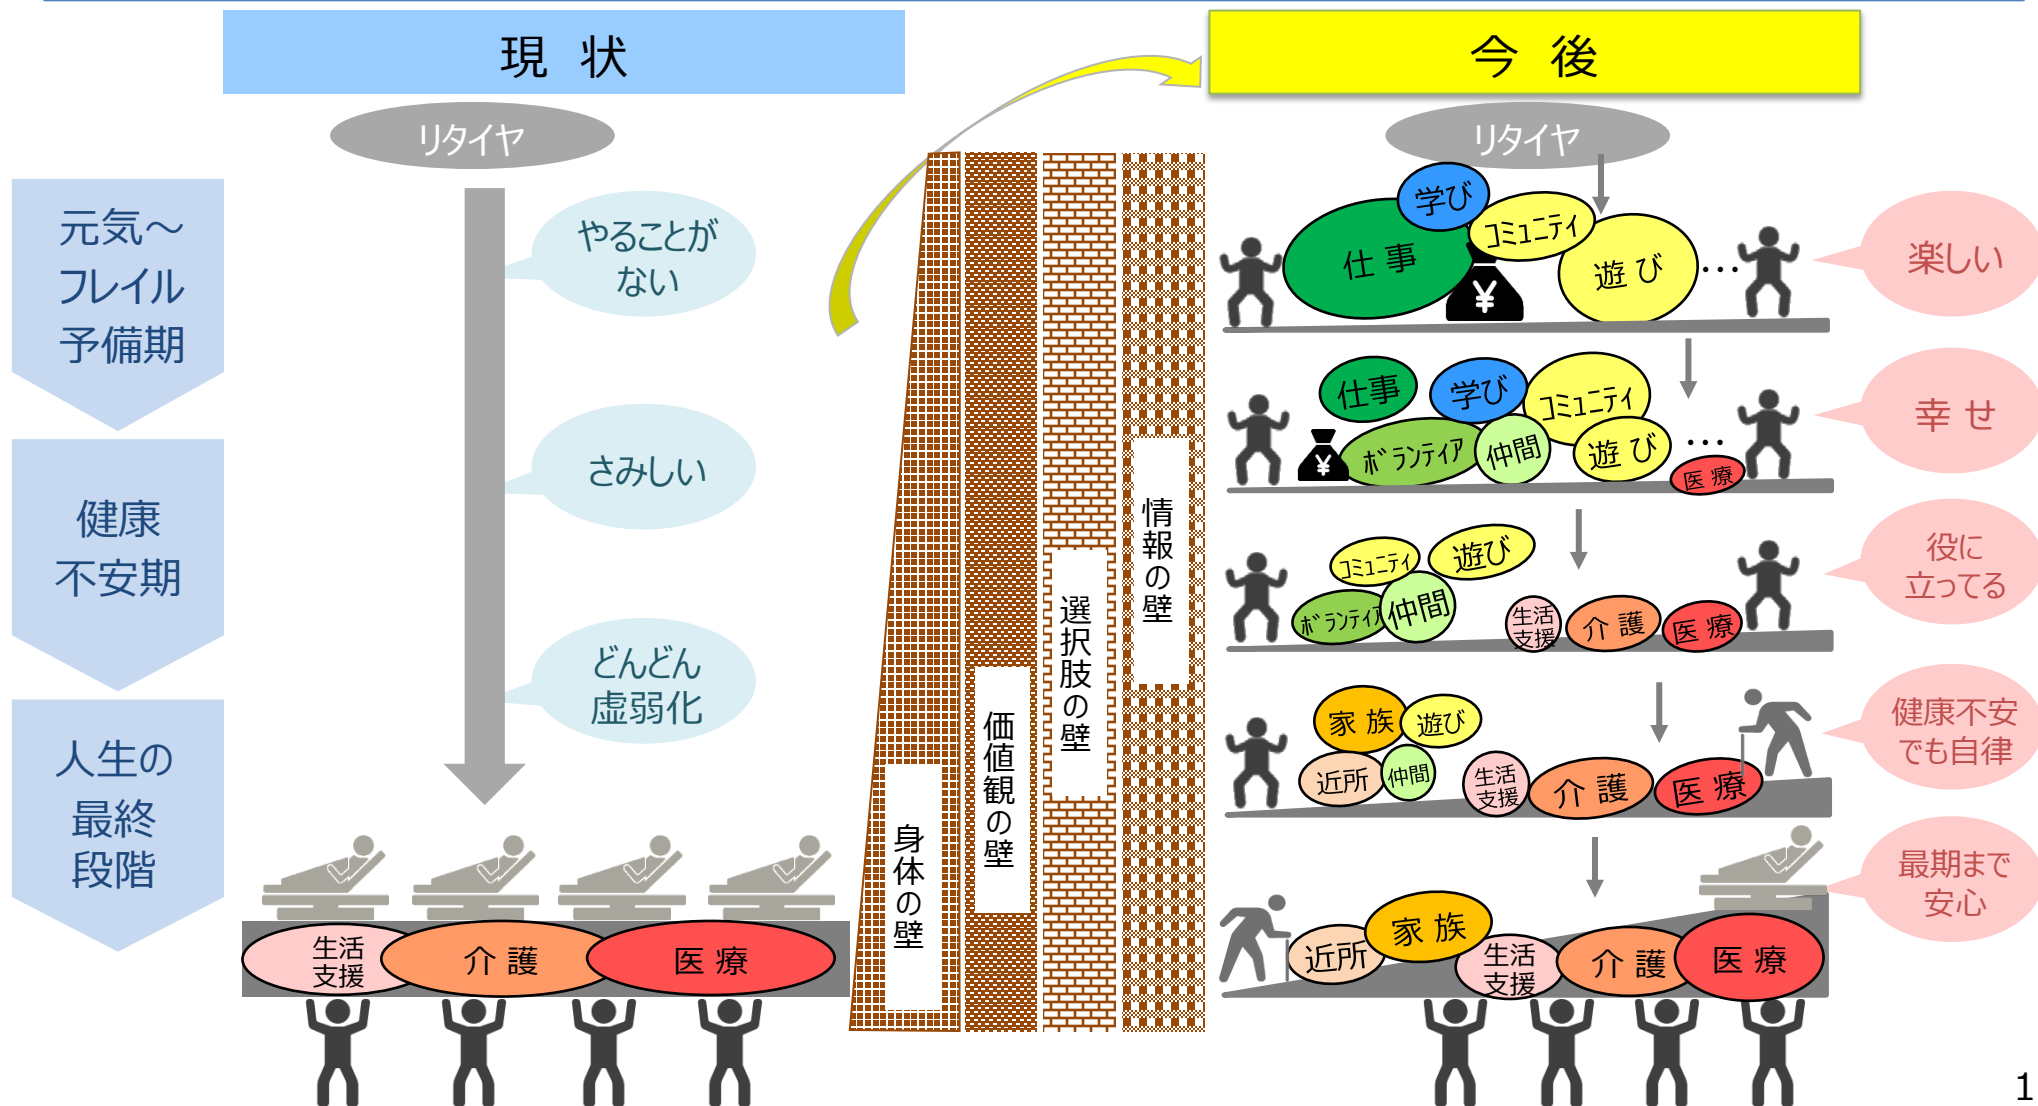 現 状
今 後
リタイヤ
元気～
フレイル
予備期
健康
不安期
人生の
最終
段階
やることが
ない
さみしい
どんどん
虚弱化
生活
支援
介 護
医 療
身体の壁
価値観の壁
選択肢の壁
情報の壁
リタイヤ
仕 事
学び
コミュニティ
¥
遊 び
…
楽しい
仕事
学び
コミュニティ
¥
ボランティア
仲間
遊 び
…
医 療
幸 せ
コミュニティ
遊び
ボランティア
仲間
生活
支援
介 護
医 療
役に
立ってる
家 族
遊び
近所
仲間
生活
支援
介 護
医 療
健康不安
でも自律
近所
家 族
生活
支援
介 護
医 療
最期まで
安心
1